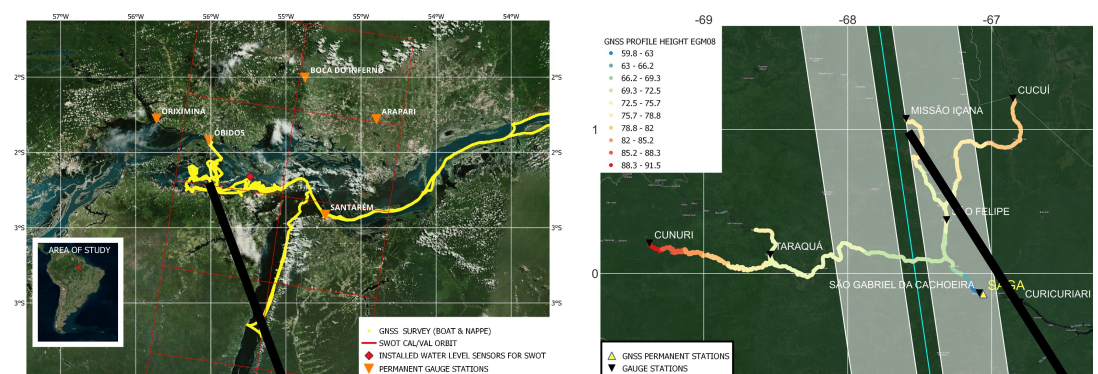 57°W 56°W 56°W 55°W 55°W 54°W 54°W
2°S
2°S
3°S
3°S
BOCA DO INFERNO
ORIXIMINÁ
ARAPARI
ÓBIDOS
SANTARÉM
AREA OF STUDY
GNSS SURVEY (BOAT & NAPPE)
SWOT CAL/VAL ORBIT
INSTALLED WATER LEVEL SENSORS FOR SWOT
PERMANENT GAUGE STATIONS
-69 -68 -67
1
0
GNSS PROFILE HEIGHT EGM08
59.8 - 63
63 - 66.2
66.2 - 69.3
69.3 - 72.5
72.5 - 75.7
75.7 - 78.8
78.8 - 82
82 - 85.2
85.2 - 88.3
88.3 - 91.5
CUCUÍ
MISSÃO IÇANA
FELIPE
CUNURI
TARAQUÁ
SÃO GABRIEL DA CACHOEIRA
SAGA
CURICURIARI
GNSS PERMANENT STATIONS
GAUGE STATIONS